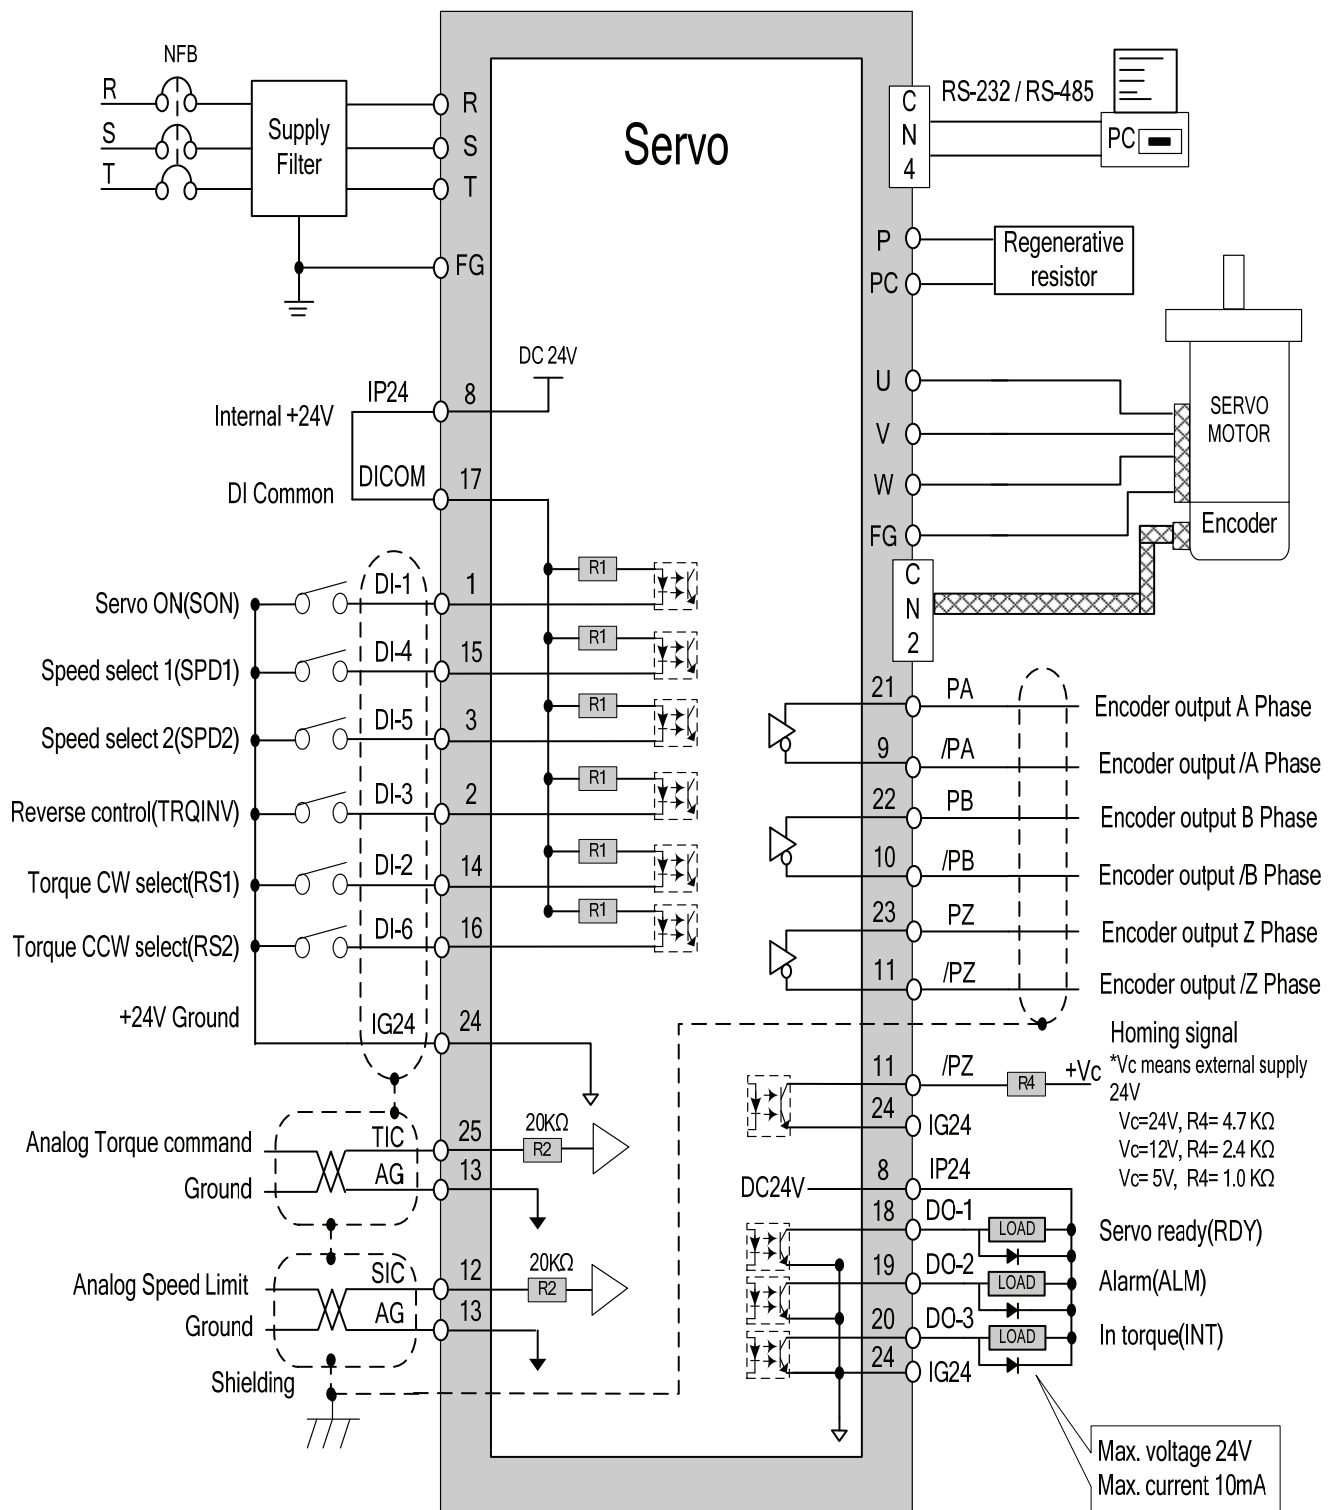 NFB
R
S
T
Supply
Filter
R
S
T
FG
Servo
C
N
4
RS-232 / RS-485
PC
P
PC
Regenerative
resistor
U
V
W
FG
SERVO
MOTOR
Encoder
C
N
2
DC 24V
Internal +24V
IP24
8
DI Common
DICOM
17
Servo ON(SON)
DI-1
1
R1
Speed select 1(SPD1)
DI-4
15
R1
Speed select 2(SPD2)
DI-5
3
R1
Reverse control(TRQINV)
DI-3
2
R1
Torque CW select(RS1)
DI-2
14
R1
Torque CCW select(RS2)
DI-6
16
R1
+24V Ground
IG24
24
Analog Torque command
TIC
25
20KΩ
R2
Ground
AG
13
Analog Speed Limit
SIC
12
20KΩ
R2
Ground
AG
13
Shielding
21
PA
Encoder output A Phase
9
/PA
Encoder output /A Phase
22
PB
Encoder output B Phase
10
/PB
Encoder output /B Phase
23
PZ
Encoder output Z Phase
11
/PZ
Encoder output /Z Phase
11
/PZ
R4
+Vc
Homing signal
*Vc means external supply
24V
Vc=24V, R4= 4.7 KΩ
Vc=12V, R4= 2.4 KΩ
Vc= 5V, R4= 1.0 KΩ
24
IG24
DC24V
8
IP24
18
DO-1
LOAD
Servo ready(RDY)
19
DO-2
LOAD
Alarm(ALM)
20
DO-3
LOAD
In torque(INT)
24
IG24
Max. voltage 24V
Max. current 10mA